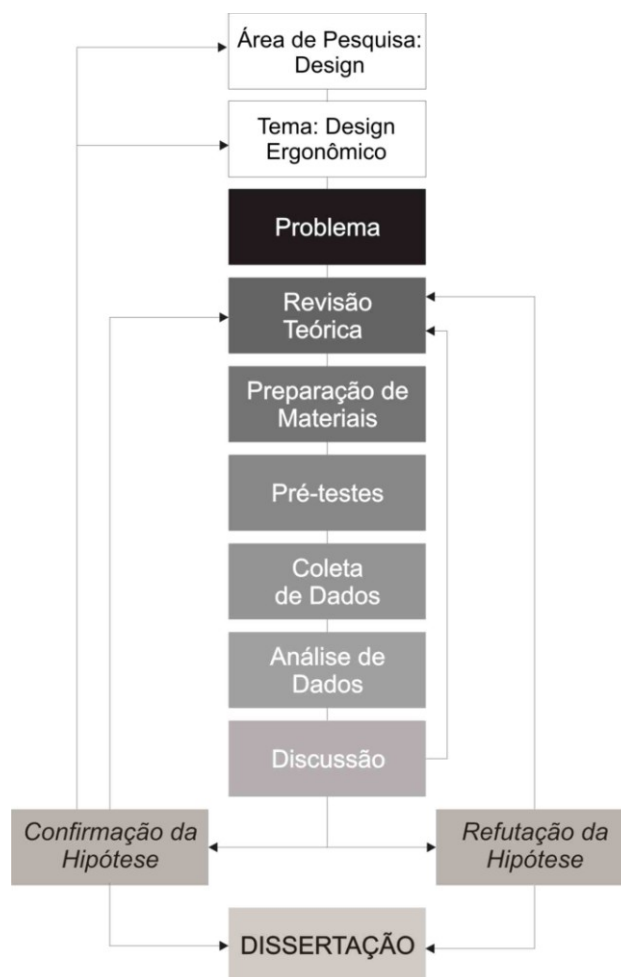 Área de Pesquisa:
Design
Tema: Design
Ergonômico
Problema
Revisão
Teórica
Preparação de
Materiais
Pré-testes
Coleta
de Dados
Análise de
Dados
Discussão
Confirmação da
Hipótese
Refutação da
Hipótese
DISSERTAÇÃO